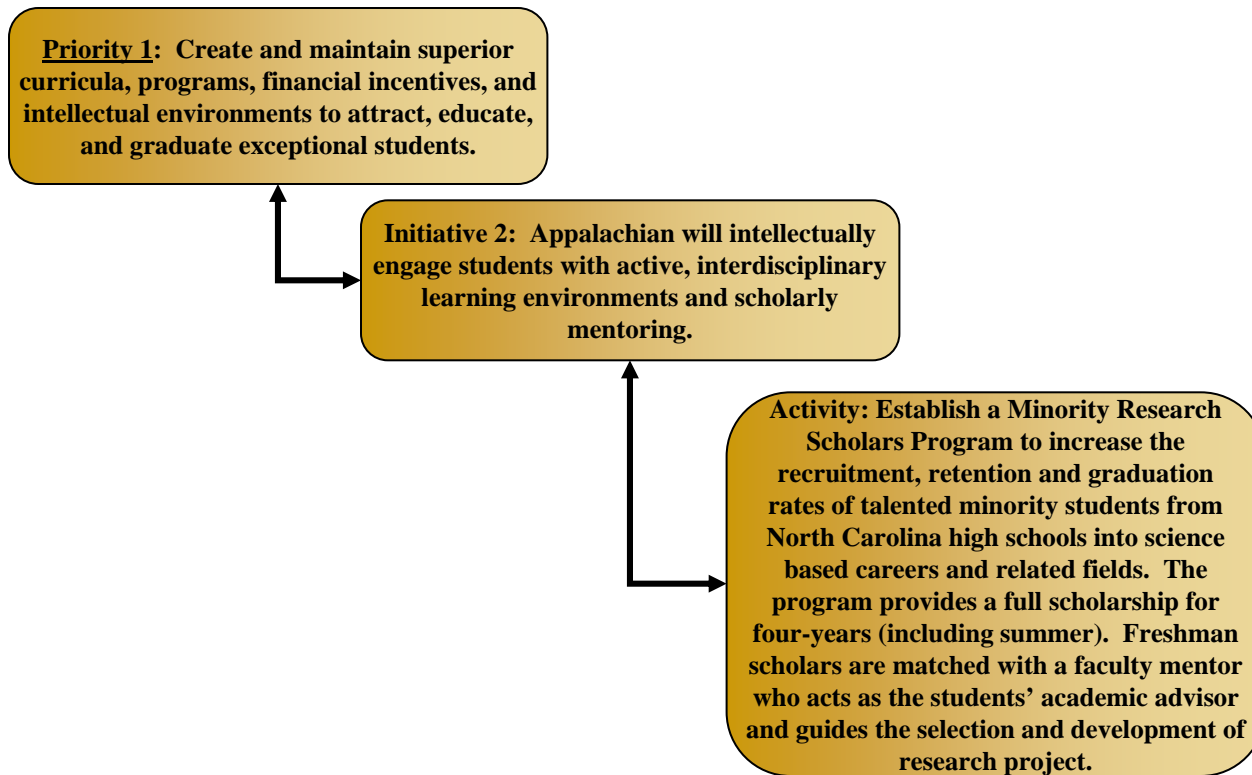 Priority 1:  Create and maintain superior
curricula, programs, financial incentives, and
intellectual environments to attract, educate,
and graduate exceptional students.
Initiative 2:  Appalachian will intellectually
engage students with active, interdisciplinary
learning environments and scholarly
mentoring.
Activity: Establish a Minority Research
Scholars Program to increase the
recruitment, retention and graduation
rates of talented minority students from
North Carolina high schools into science
based careers and related fields.  The
program provides a full scholarship for
four-years (including summer).  Freshman
scholars are matched with a faculty mentor
who acts as the students’ academic advisor
and guides the selection and development of
research project.